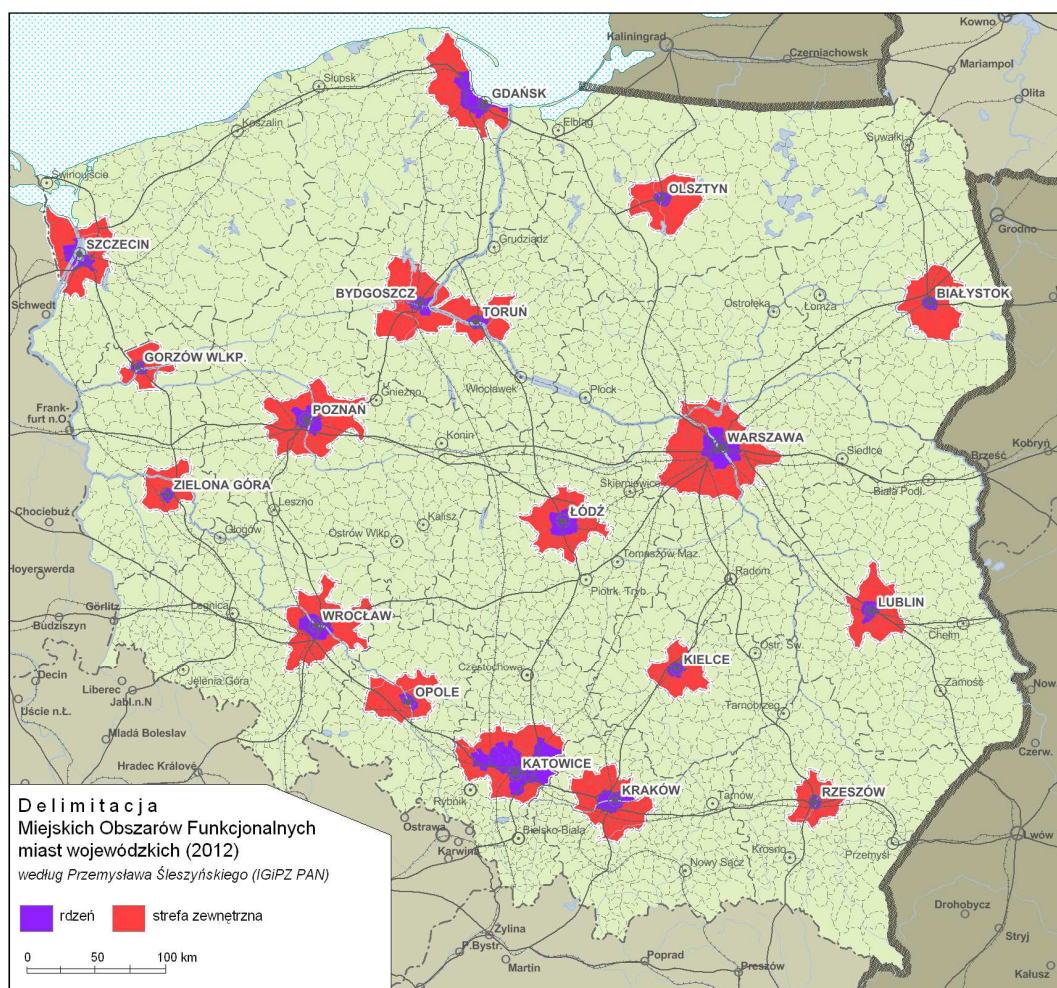 Kowno
Kaliningrad
Czerniachowsk
Mariampol
Olita
Słupsk
GDAŃSK
Koszalin
Elbląg
Suwałki
Świnoujście
OLSZTYN
Grodno
SZCZECIN
Grudziądz
Schwedt
BYDGOSZCZ
TORUŃ
Ostrołęka
Łomża
BIAŁYSTOK
GORZÓW WLKP.
Włocławek
Płock
Gniezno
Frank-
furt n.O.
POZNAŃ
Konin
WARSZAWA
Siedlce
Kobryń
Brześć
Biała Podl.
ZIELONA GÓRA
Leszno
Skierniewice
Chociebuż
Głogów
Kalisz
ŁÓDŹ
Ostrów Wlkp.
Hoyerswerda
Tomaszów Maz.
Piotrk. Tryb.
Radom
Görlitz
Legnica
WROCŁAW
LUBLIN
Budziszyn
Chełm
Ostr. Św.
KIELCE
Częstochowa
Jelenia Góra
Decin
Liberec
Jabl.n.N
OPOLE
Zamość
Uście n.Ł.
Tarnobrzeg
Mladá Boleslav
Czerw.
Hradec Králové
KATOWICE
Rybnik
KRAKÓW
Tarnów
RZESZÓW
Ostrawa
Karwina
Bielsko-Biała
Nowy Sącz
Krosno
Przemyśl
Lwów
Drohobycz
Stryj
Kałusz
Żylina
P.Bystr.
Martin
Poprad
Preszów
Delimitacja
Miejskich Obszarów Funkcjonalnych
miast wojewódzkich (2012)
według Przemysława Śleszyńskiego (IGiPZ PAN)
rdzeń
strefa zewnętrzna
0 50 100 km